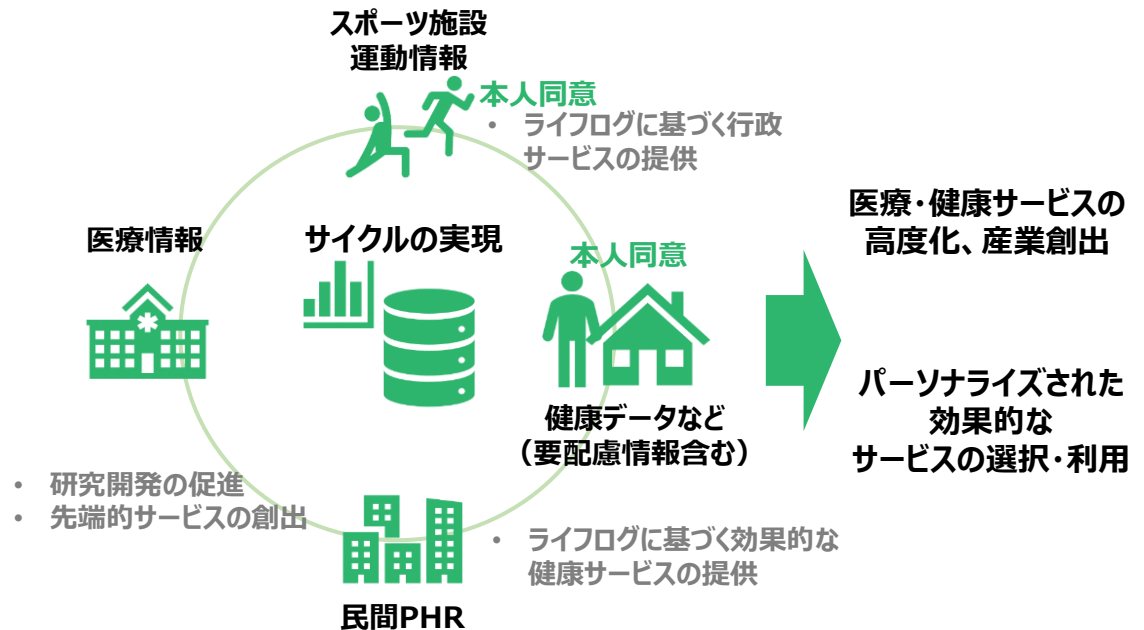 スポーツ施設
運動情報
本人同意
• ライフログに基づく行政
サービスの提供
医療情報
サイクルの実現
本人同意
健康データなど
（要配慮情報含む）
• 研究開発の促進
• 先端的サービスの創出
• ライフログに基づく効果的な
健康サービスの提供
民間PHR
医療・健康サービスの
高度化、産業創出
パーソナライズされた
効果的な
サービスの選択・利用